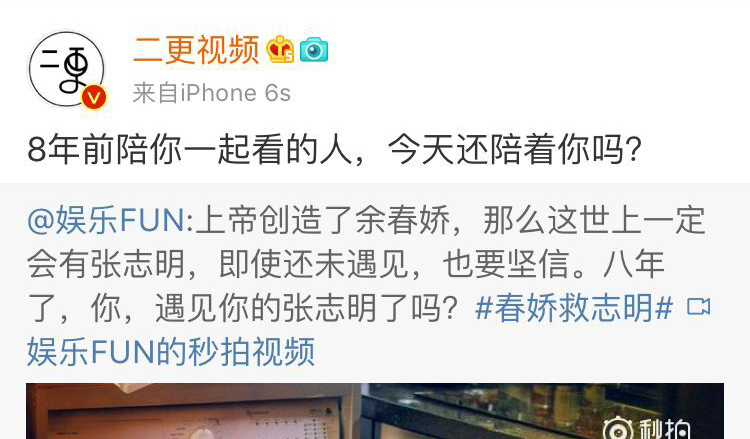 二更
二更视频
来自iPhone 6s
8年前陪你一起看的人，今天还陪着你吗？
@娱乐FUN:上帝创造了余春娇，那么这世上一定
会有张志明，即使还未遇见，也要坚信。八年
了，你，遇见你的张志明了吗？#春娇救志明#
娱乐FUN的秒拍视频
秒拍